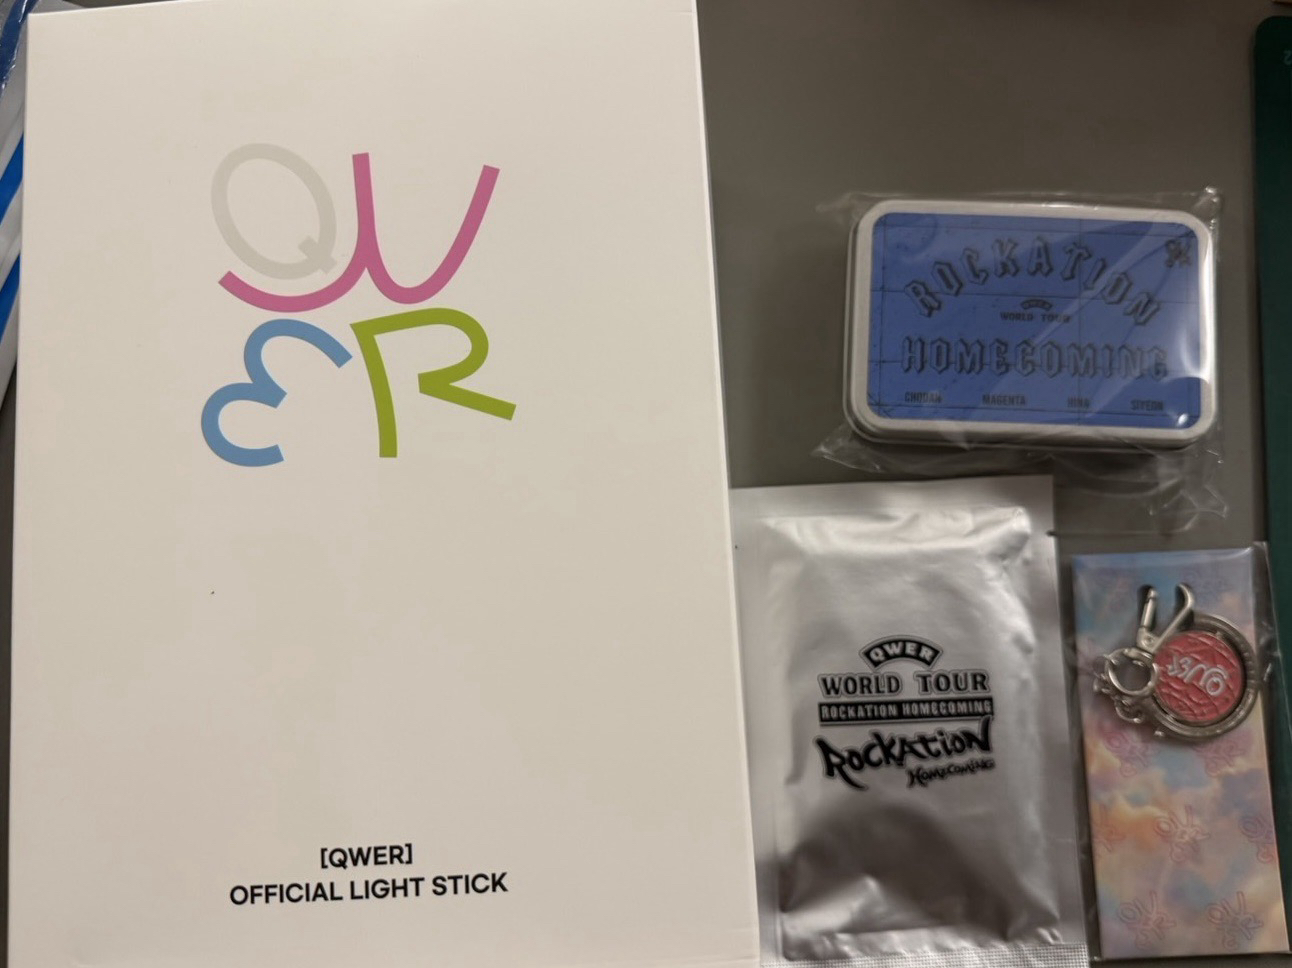 QWER
[QWER]
OFFICIAL LIGHT STICK
ROCKATION
QWER
WORLD TOUR
HOMECOMING
CHODAN MAGENTA HINA SIYEON
QWER
WORLD TOUR
ROCKATION HOMECOMING
ROCKATION
HOMECOMING
QWER